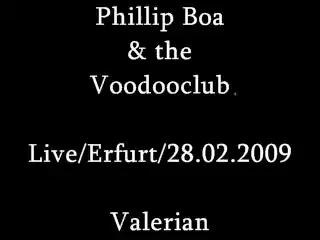 Phillip Boa
& the
Voodooclub
Live/Erfurt/28.02.2009
Valerian